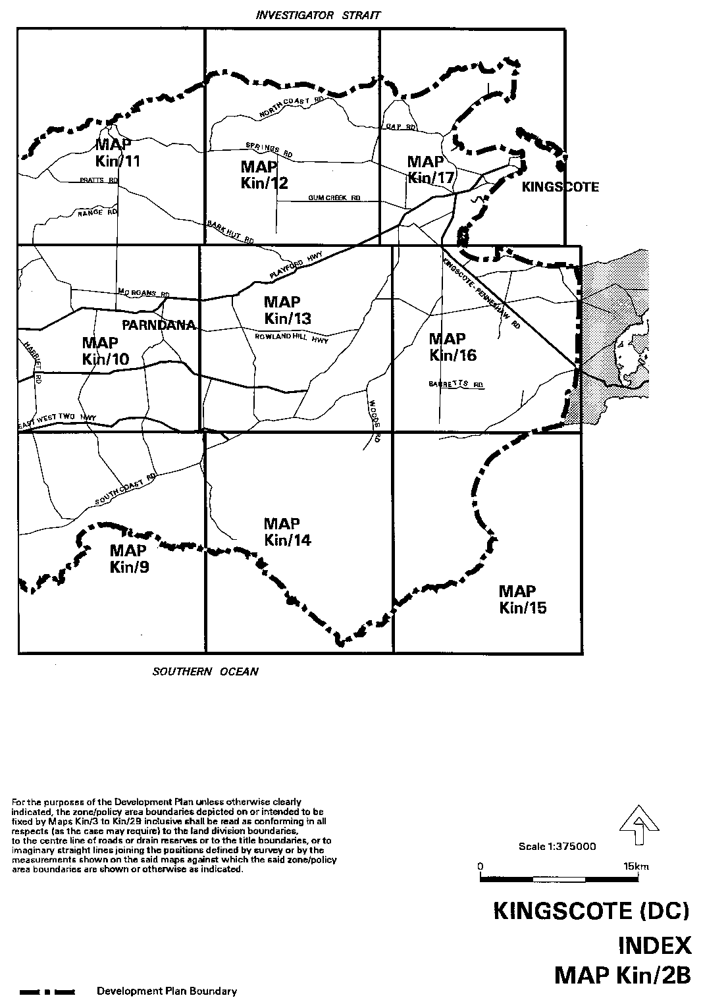 INVESTIGATOR STRAIT
NORTH COAST RD
GAP RD
MAP
Kin/11
SPRINGS RD
MAP
Kin/12
MAP
Kin/17
PRATTS RD
KINGSCOTE
GUM CREEK RD
RANGE RD
BARK HUT RD
PLAYFORD HWY
KINGSCOTE - PENNESHAW RD
MORGANS RD
MAP
Kin/13
PARNDANA
ROWLAND HILL HWY
MAP
Kin/10
MAP
Kin/16
HARRIET RD
BARRETTS RD
EAST WEST TWO HWY
WOODS RD
SOUTH COAST RD
MAP
Kin/14
MAP
Kin/9
MAP
Kin/15
SOUTHERN OCEAN
For the purposes of the Development Plan unless otherwise clearly
indicated, the zone/policy area boundaries depicted on or intended to be
fixed by Maps Kin/3 to Kin/29 inclusive shall be read as conforming in all
respects (as the case may require) to the land division boundaries,
to the centre line of roads or drain reserves or to the title boundaries, or to
imaginary straight lines joining the positions defined by survey or by the
measurements shown on the said maps against which the said zone/policy
area boundaries are shown or otherwise as indicated.
Scale 1:375000
0 15km
KINGSCOTE (DC)
INDEX
MAP Kin/2B
Development Plan Boundary